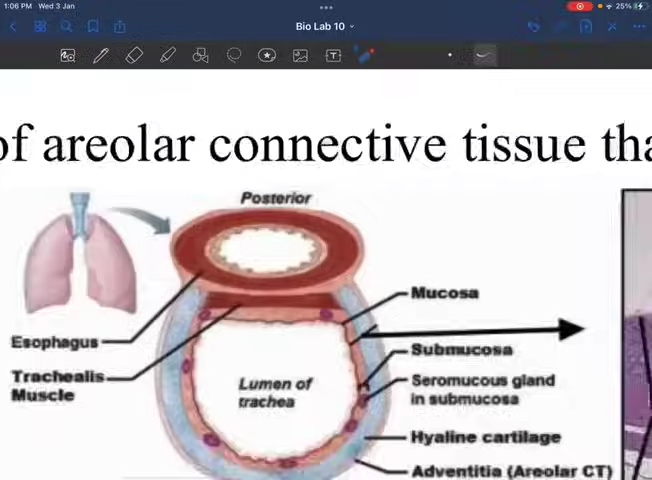 1:06 PM Wed 3 Jan
25%
Bio Lab 10
of areolar connective tissue tha
Posterior
Mucosa
Esophagus
Submucosa
Trachealis
Muscle
Lumen of
trachea
Seromucous gland
in submucosa
Hyaline cartilage
Adventitia (Areolar CT)